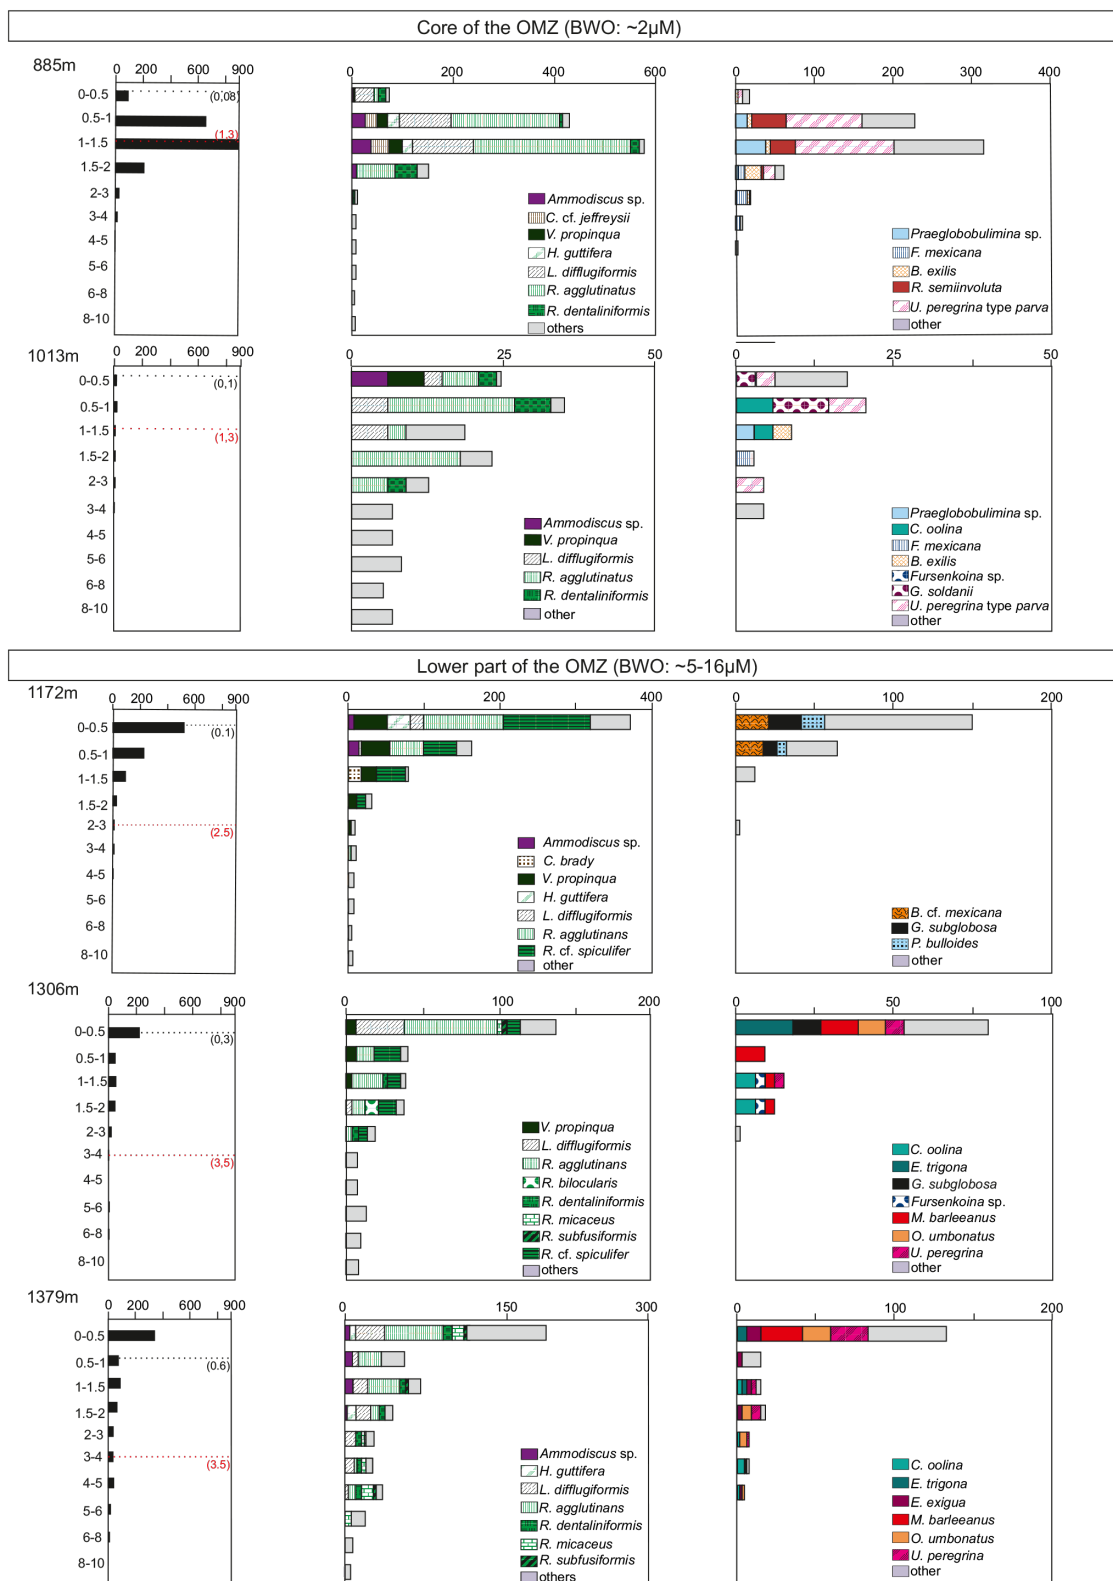 Core of the OMZ (BWO: ~2µM)
885m
0 200 600 900
0 200 400 600
0 100 200 300 400
0-0.5
(0,08)
0.5-1
(1,3)
1-1.5
1.5-2
2-3
3-4
4-5
5-6
6-8
8-10
Ammodiscus sp.
C. cf. jeffreysii
V. propinqua
H. guttifera
L. difflugiformis
R. agglutinatus
R. dentaliniformis
others
Praeglobobulimina sp.
F. mexicana
B. exilis
R. semiinvoluta
U. peregrina type parva
other
1013m
0 200 600 900
0 25 50
0 25 50
0-0.5
(0,1)
0.5-1
1-1.5
(1,3)
1.5-2
2-3
3-4
4-5
5-6
6-8
8-10
Ammodiscus sp.
V. propinqua
L. difflugiformis
R. agglutinatus
R. dentaliniformis
other
Praeglobobulimina sp.
C. oolina
F. mexicana
B. exilis
Fursenkoina sp.
G. soldanii
U. peregrina type parva
other
Lower part of the OMZ (BWO: ~5-16µM)
1172m
0 200 600 900
0 200 400
0 100 200
0-0.5
(0.1)
0.5-1
1-1.5
1.5-2
2-3
(2.5)
3-4
4-5
5-6
6-8
8-10
Ammodiscus sp.
C. brady
V. propinqua
H. guttifera
L. difflugiformis
R. agglutinans
R. cf. spiculifer
other
B. cf. mexicana
G. subglobosa
P. bulloides
other
1306m
0 200 600 900
0 100 200
0 50 100
0-0.5
(0,3)
0.5-1
1-1.5
1.5-2
2-3
3-4
(3,5)
4-5
5-6
6-8
8-10
V. propinqua
L. difflugiformis
R. agglutinans
R. bilocularis
R. dentaliniformis
R. micaceus
R. subfusiformis
R. cf. spiculifer
others
C. oolina
E. trigona
G. subglobosa
Fursenkoina sp.
M. barleeanus
O. umbonatus
U. peregrina
other
1379m
0 200 600 900
0 150 300
0 100 200
0-0.5
0.5-1
(0.6)
1-1.5
1.5-2
2-3
3-4
(3.5)
4-5
5-6
6-8
8-10
Ammodiscus sp.
H. guttifera
L. difflugiformis
R. agglutinans
R. dentaliniformis
R. micaceus
R. subfusiformis
others
C. oolina
E. trigona
E. exigua
M. barleeanus
O. umbonatus
U. peregrina
other